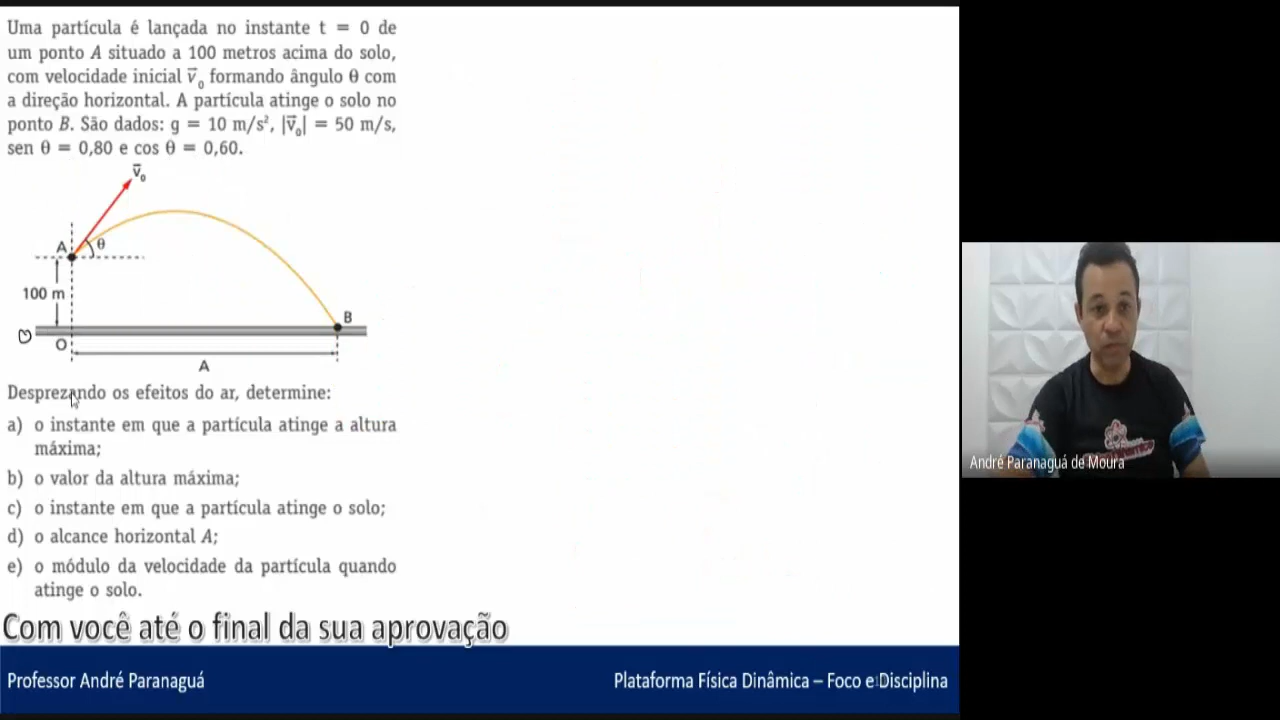 Uma partícula é lançada no instante t = 0 de
um ponto A situado a 100 metros acima do solo,
com velocidade inicial v⃗₀ formando ângulo θ com
a direção horizontal. A partícula atinge o solo no
ponto B. São dados: g = 10 m/s², |v⃗₀| = 50 m/s,
sen θ = 0,80 e cos θ = 0,60.
v⃗₀
A
θ
100 m
B
O
A
Desprezando os efeitos do ar, determine:
a) o instante em que a partícula atinge a altura
máxima;
b) o valor da altura máxima;
c) o instante em que a partícula atinge o solo;
d) o alcance horizontal A;
e) o módulo da velocidade da partícula quando
atinge o solo.
Com você até o final da sua aprovação
Professor André Paranaguá
Plataforma Física Dinâmica – Foco e Disciplina
André Paranaguá de Moura